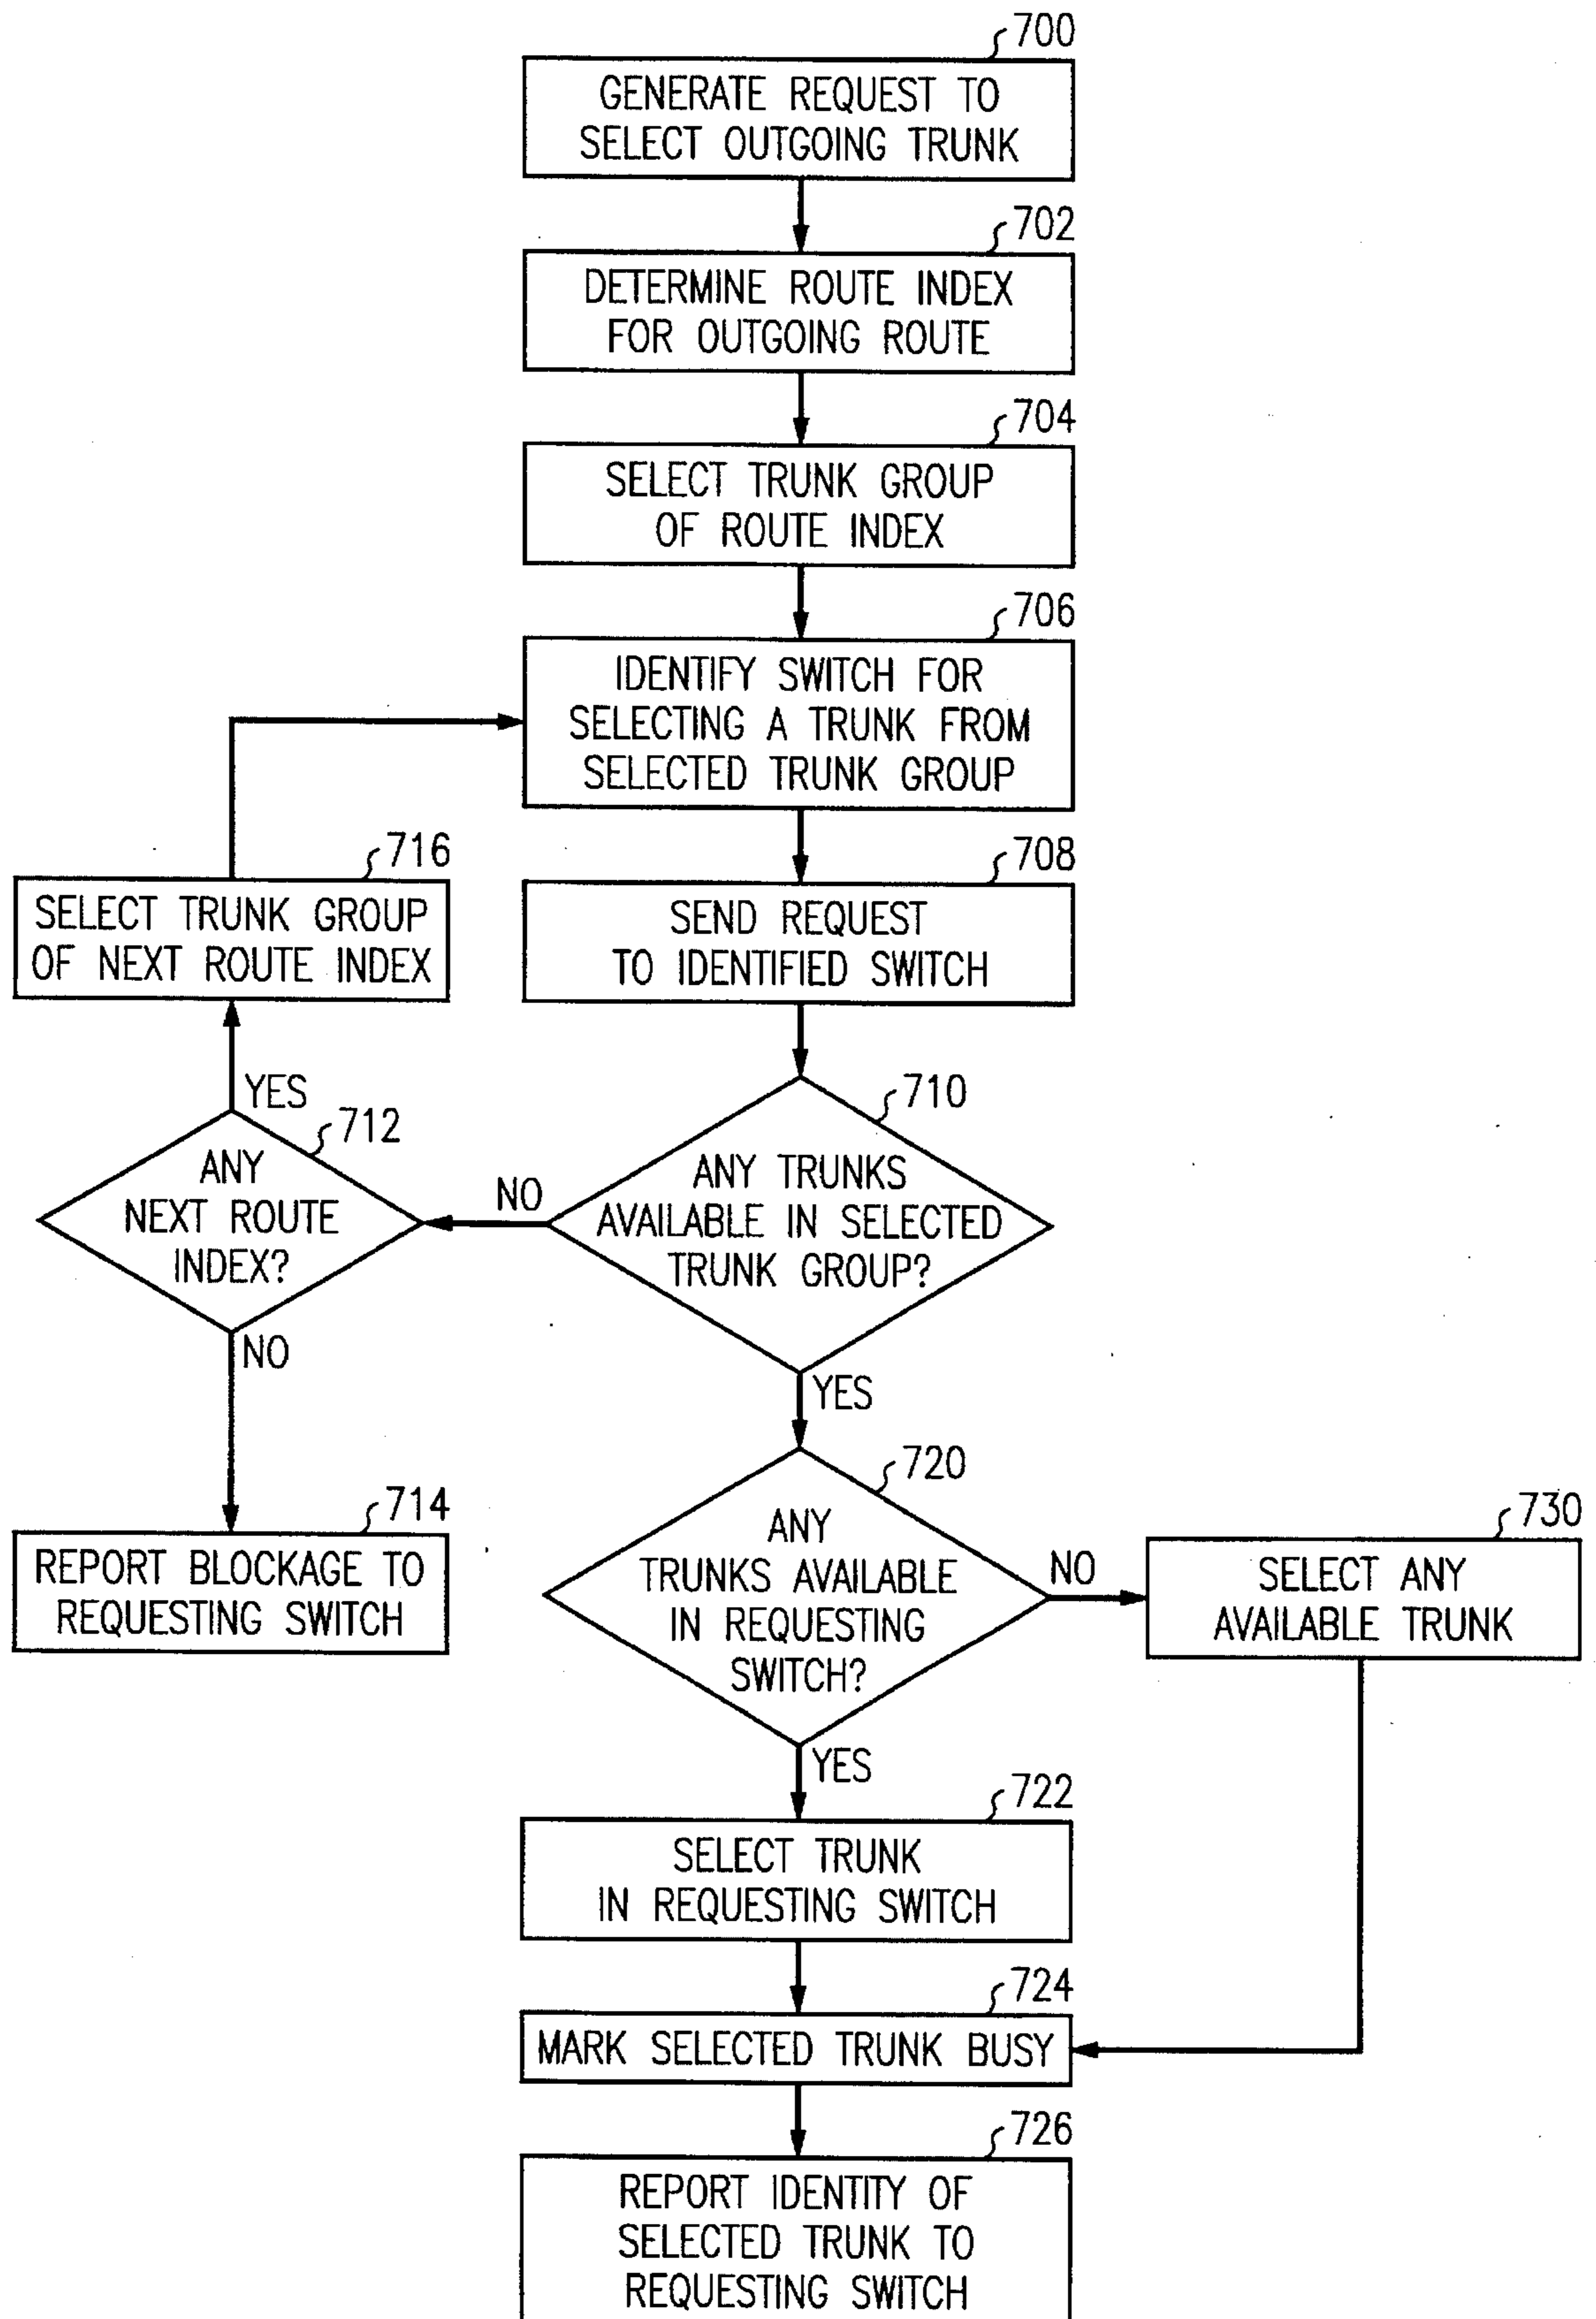 700
GENERATE REQUEST TO
SELECT OUTGOING TRUNK
702
DETERMINE ROUTE INDEX
FOR OUTGOING ROUTE
704
SELECT TRUNK GROUP
OF ROUTE INDEX
706
IDENTIFY SWITCH FOR
SELECTING A TRUNK FROM
SELECTED TRUNK GROUP
716
SELECT TRUNK GROUP
OF NEXT ROUTE INDEX
708
SEND REQUEST
TO IDENTIFIED SWITCH
710
ANY TRUNKS
AVAILABLE IN SELECTED
TRUNK GROUP?
NO
YES
YES
712
ANY
NEXT ROUTE
INDEX?
NO
714
REPORT BLOCKAGE TO
REQUESTING SWITCH
720
ANY
TRUNKS AVAILABLE
IN REQUESTING
SWITCH?
NO
YES
730
SELECT ANY
AVAILABLE TRUNK
722
SELECT TRUNK
IN REQUESTING SWITCH
724
MARK SELECTED TRUNK BUSY
726
REPORT IDENTITY OF
SELECTED TRUNK TO
REQUESTING SWITCH